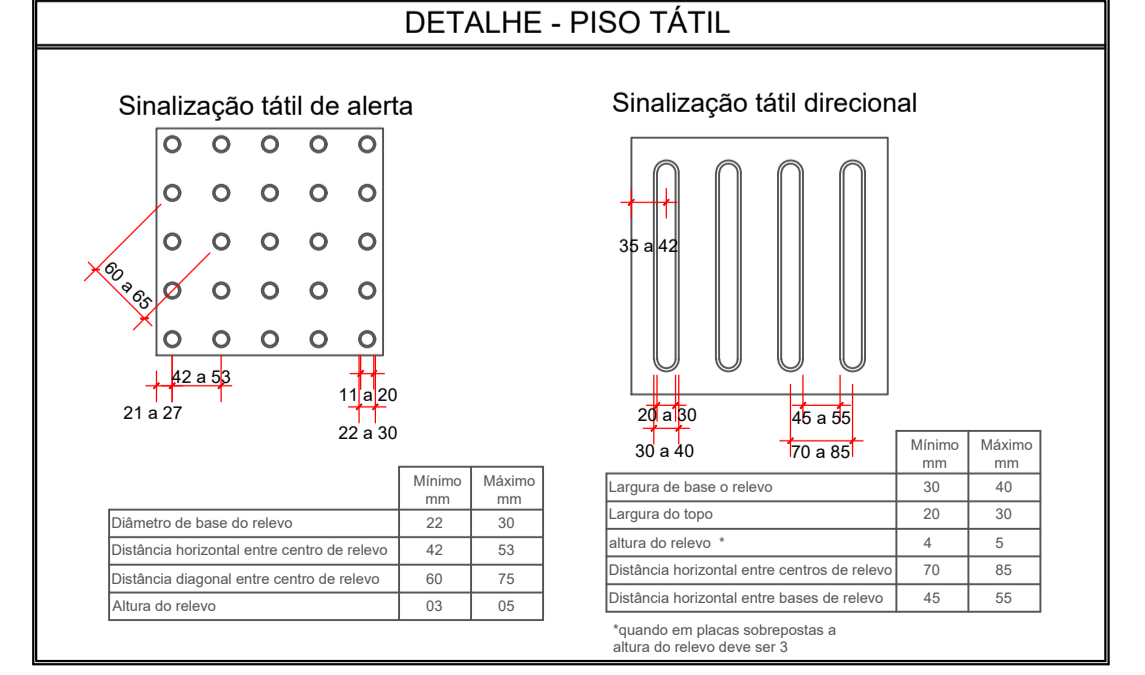 DETALHE - PISO TÁTIL
Sinalização tátil de alerta
60 a 65
42 a 53
21 a 27
11 a 20
22 a 30
Mínimo mm Máximo mm
Diâmetro de base do relevo 22 30
Distância horizontal entre centro de relevo 42 53
Distância diagonal entre centro de relevo 60 75
Altura do relevo 03 05
Sinalização tátil direcional
35 a 42
20 a 30
30 a 40
45 a 55
70 a 85
Mínimo mm Máximo mm
Largura de base o relevo 30 40
Largura do topo 20 30
altura do relevo * 4 5
Distância horizontal entre centros de relevo 70 85
Distância horizontal entre bases de relevo 45 55
*quando em placas sobrepostas a
altura do relevo deve ser 3